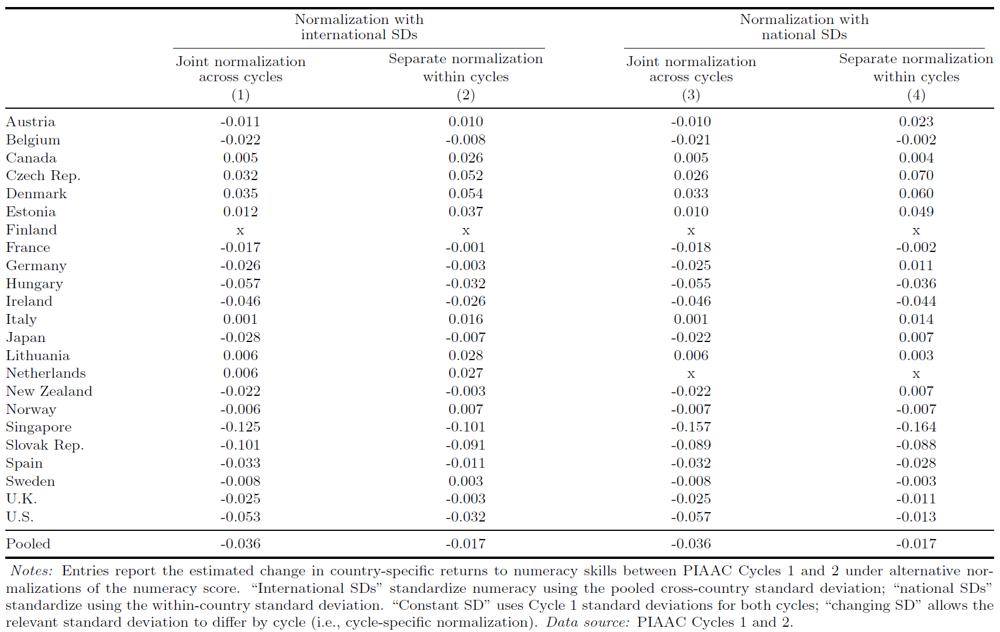 Normalization with Normalization with
international SDs national SDs
Joint normalization Separate normalization Joint normalization Separate normalization
across cycles within cycles across cycles within cycles
(1) (2) (3) (4)
Austria -0.011 0.010 -0.010 0.023
Belgium -0.022 -0.008 -0.021 -0.002
Canada 0.005 0.026 0.005 0.004
Czech Rep. 0.032 0.052 0.026 0.070
Denmark 0.035 0.054 0.033 0.060
Estonia 0.012 0.037 0.010 0.049
Finland x x x x
France -0.017 -0.001 -0.018 -0.002
Germany -0.026 -0.003 -0.025 0.011
Hungary -0.057 -0.032 -0.055 -0.036
Ireland -0.046 -0.026 -0.046 -0.044
Italy 0.001 0.016 0.001 0.014
Japan -0.028 -0.007 -0.022 0.007
Lithuania 0.006 0.028 0.006 0.003
Netherlands 0.006 0.027 x x
New Zealand -0.022 -0.003 -0.022 0.007
Norway -0.006 0.007 -0.007 -0.007
Singapore -0.125 -0.101 -0.157 -0.164
Slovak Rep. -0.101 -0.091 -0.089 -0.088
Spain -0.033 -0.011 -0.032 -0.028
Sweden -0.008 0.003 -0.008 -0.003
U.K. -0.025 -0.003 -0.025 -0.011
U.S. -0.053 -0.032 -0.057 -0.013
Pooled -0.036 -0.017 -0.036 -0.017
Notes: Entries report the estimated change in country-specific returns to numeracy skills between PIAAC Cycles 1 and 2 under alternative nor-
malizations of the numeracy score. “International SDs” standardize numeracy using the pooled cross-country standard deviation; “national SDs”
standardize using the within-country standard deviation. “Constant SD” uses Cycle 1 standard deviations for both cycles; “changing SD” allows the
relevant standard deviation to differ by cycle (i.e., cycle-specific normalization). Data source: PIAAC Cycles 1 and 2.